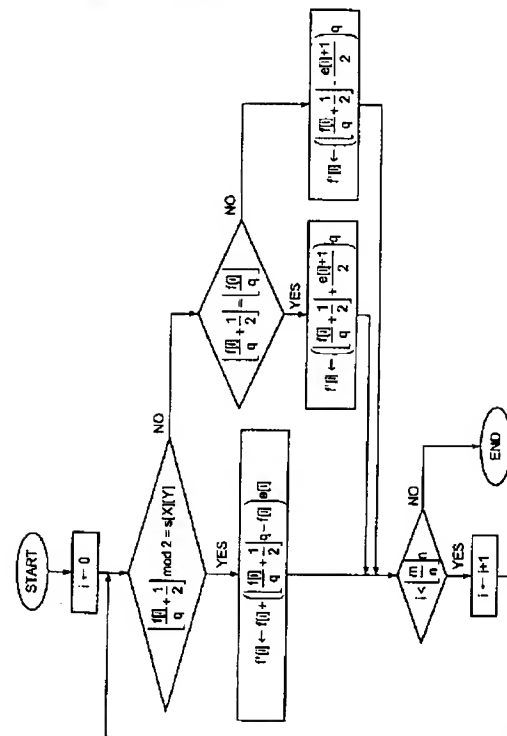 START
i ← 0
⌊f[i]/q + 1/2⌋ mod 2 = s[X][Y]
NO
YES
⌊f[i]/q + 1/2⌋ = ⌊f[i]/q⌋
NO
YES
f'[i] ← f[i] + (⌊f[i]/q + 1/2⌋ q - f[i]) e[i]
f'[i] ← (⌊f[i]/q + 1/2⌋ + e[i]+1/2) q
f'[i] ← (⌊f[i]/q + 1/2⌋ - e[i]+1/2) q
i < ⌊m/n⌋ n
NO
YES
END
i ← i+1